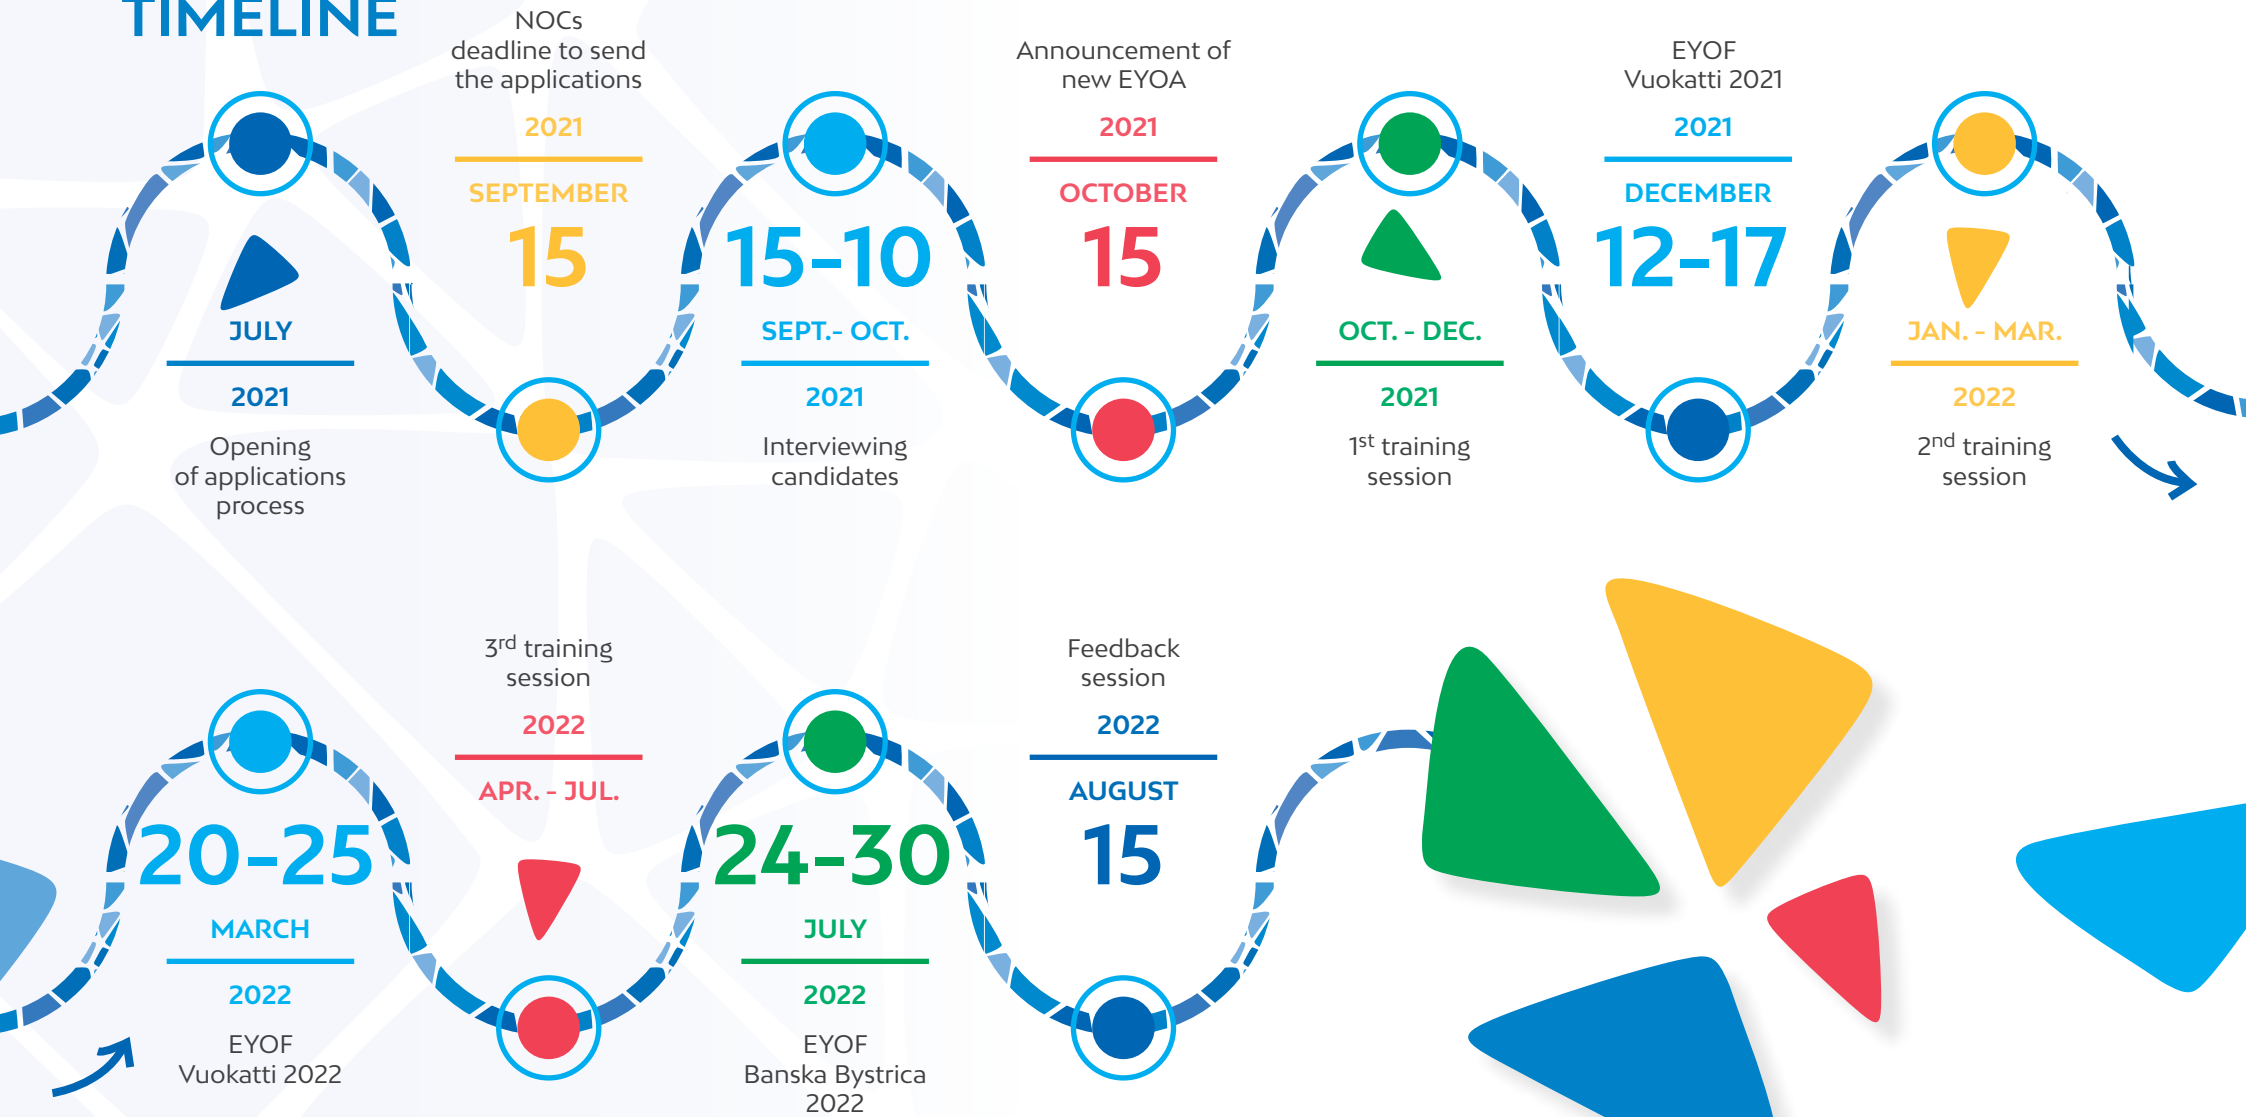 TIMELINE
JULY
2021
Opening
of applications
process
NOCs
deadline to send
the applications
2021
SEPTEMBER
15
15-10
SEPT.- OCT.
2021
Interviewing
candidates
Announcement of
new EYOA
2021
OCTOBER
15
OCT. - DEC.
2021
1st training
session
EYOF
Vuokatti 2021
2021
DECEMBER
12-17
JAN. - MAR.
2022
2nd training
session
20-25
MARCH
2022
EYOF
Vuokatti 2022
3rd training
session
2022
APR. - JUL.
24-30
JULY
2022
EYOF
Banska Bystrica
2022
Feedback
session
2022
AUGUST
15